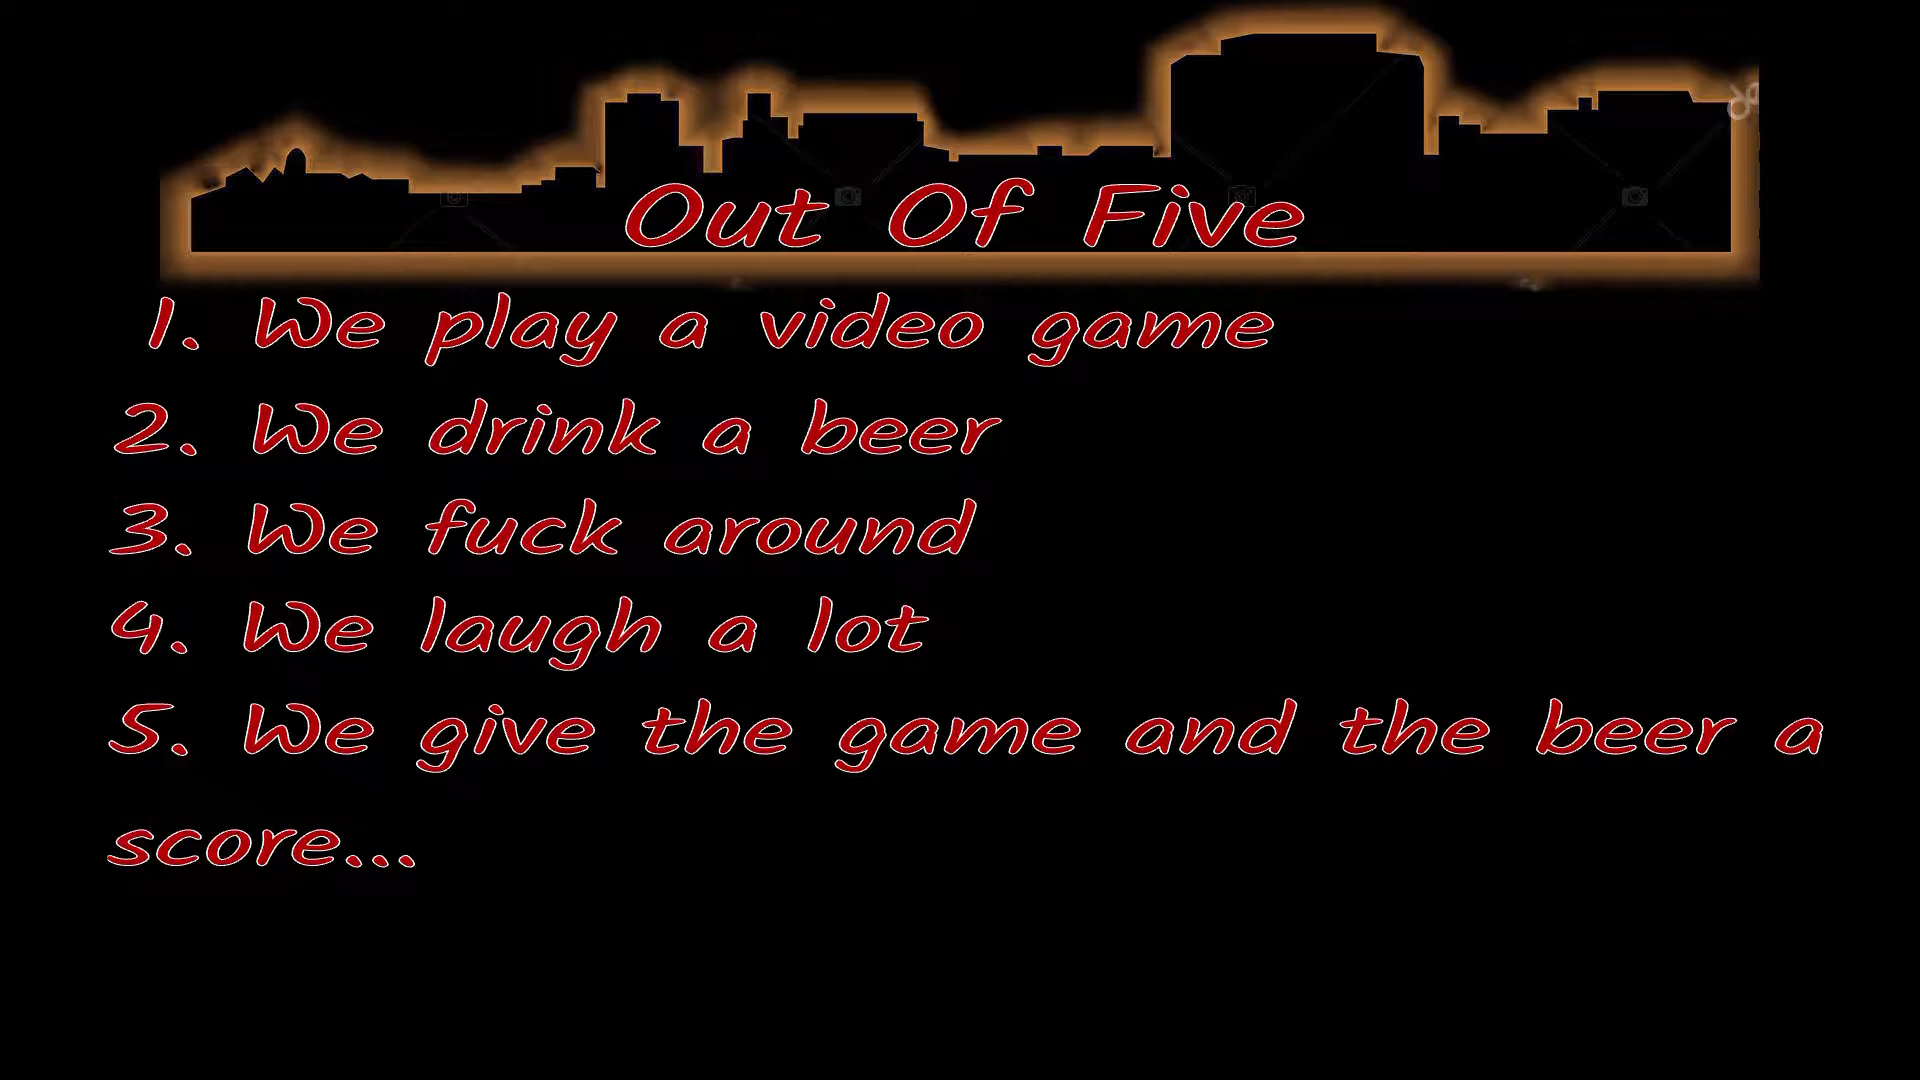 Out Of Five
1. We play a video game
2. We drink a beer
3. We fuck around
4. We laugh a lot
5. We give the game and the beer a
score...